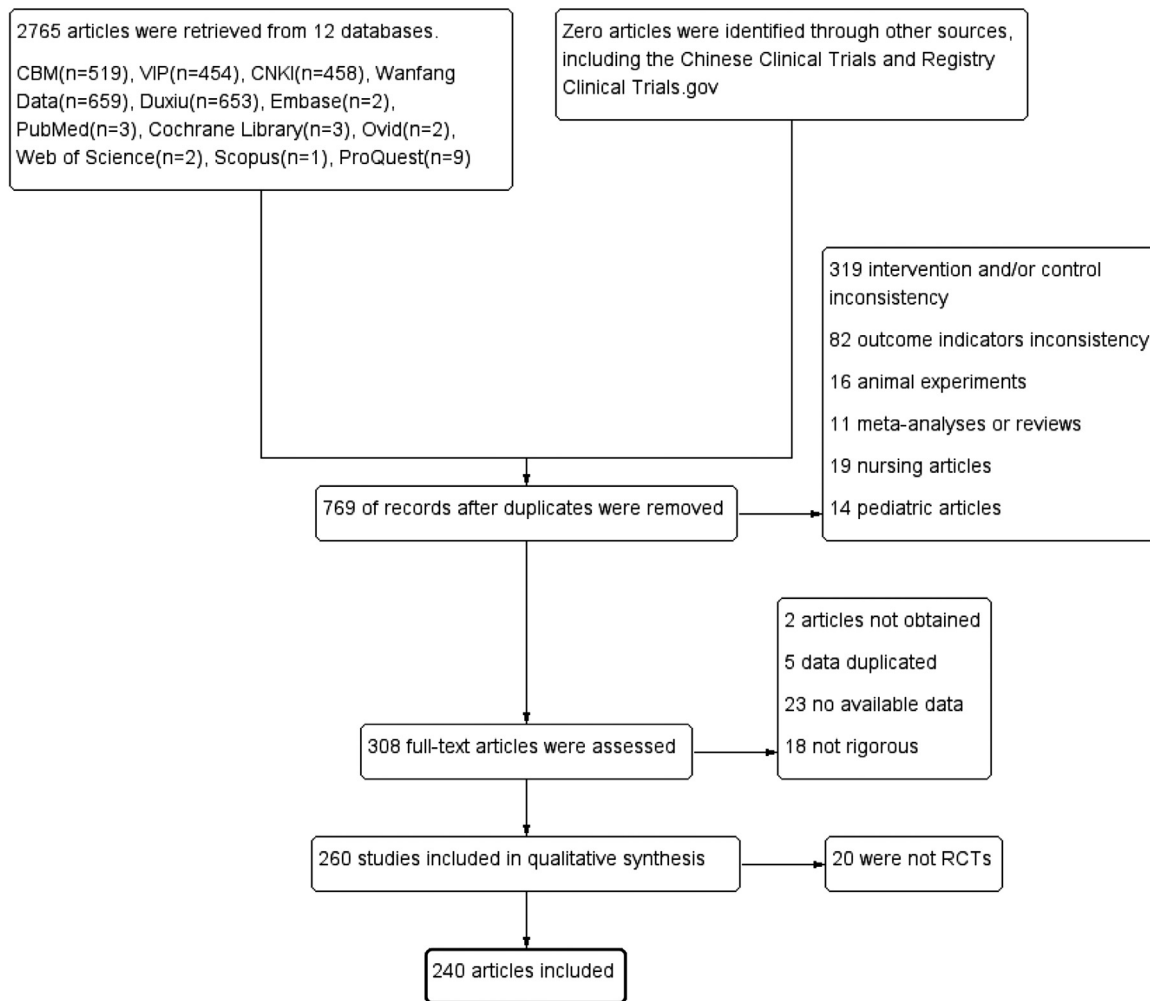 2765 articles were retrieved from 12 databases.
CBM(n=519), VIP(n=454), CNKI(n=458), Wanfang
Data(n=659), Duxiu(n=653), Embase(n=2),
PubMed(n=3), Cochrane Library(n=3), Ovid(n=2),
Web of Science(n=2), Scopus(n=1), ProQuest(n=9)
Zero articles were identified through other sources,
including the Chinese Clinical Trials and Registry
Clinical Trials.gov
319 intervention and/or control
inconsistency
82 outcome indicators inconsistency
16 animal experiments
11 meta-analyses or reviews
19 nursing articles
14 pediatric articles
769 of records after duplicates were removed
2 articles not obtained
5 data duplicated
23 no available data
18 not rigorous
308 full-text articles were assessed
260 studies included in qualitative synthesis
20 were not RCTs
240 articles included